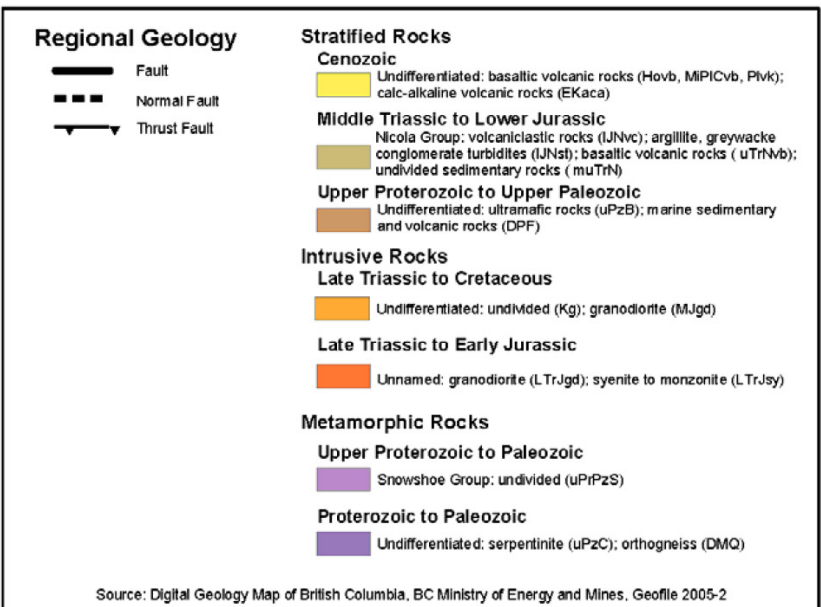 Regional Geology
Fault
Normal Fault
Thrust Fault
Stratified Rocks
Cenozoic
Undifferentiated: basaltic volcanic rocks (Hovb, MiPlCvb, Plvk);
calc-alkaline volcanic rocks (EKaca)
Middle Triassic to Lower Jurassic
Nicola Group: volcaniclastic rocks (lJNvc); argillite, greywacke
conglomerate turbidites (lJNst); basaltic volcanic rocks ( uTrNvb);
undivided sedimentary rocks ( muTrN)
Upper Proterozoic to Upper Paleozoic
Undifferentiated: ultramafic rocks (uPzB); marine sedimentary
and volcanic rocks (DPF)
Intrusive Rocks
Late Triassic to Cretaceous
Undifferentiated: undivided (Kg); granodiorite (MJgd)
Late Triassic to Early Jurassic
Unnamed: granodiorite (LTrJgd); syenite to monzonite (LTrJsy)
Metamorphic Rocks
Upper Proterozoic to Paleozoic
Snowshoe Group: undivided (uPrPzS)
Proterozoic to Paleozoic
Undifferentiated: serpentinite (uPzC); orthogneiss (DMQ)
Source: Digital Geology Map of British Columbia, BC Ministry of Energy and Mines, Geofile 2005-2